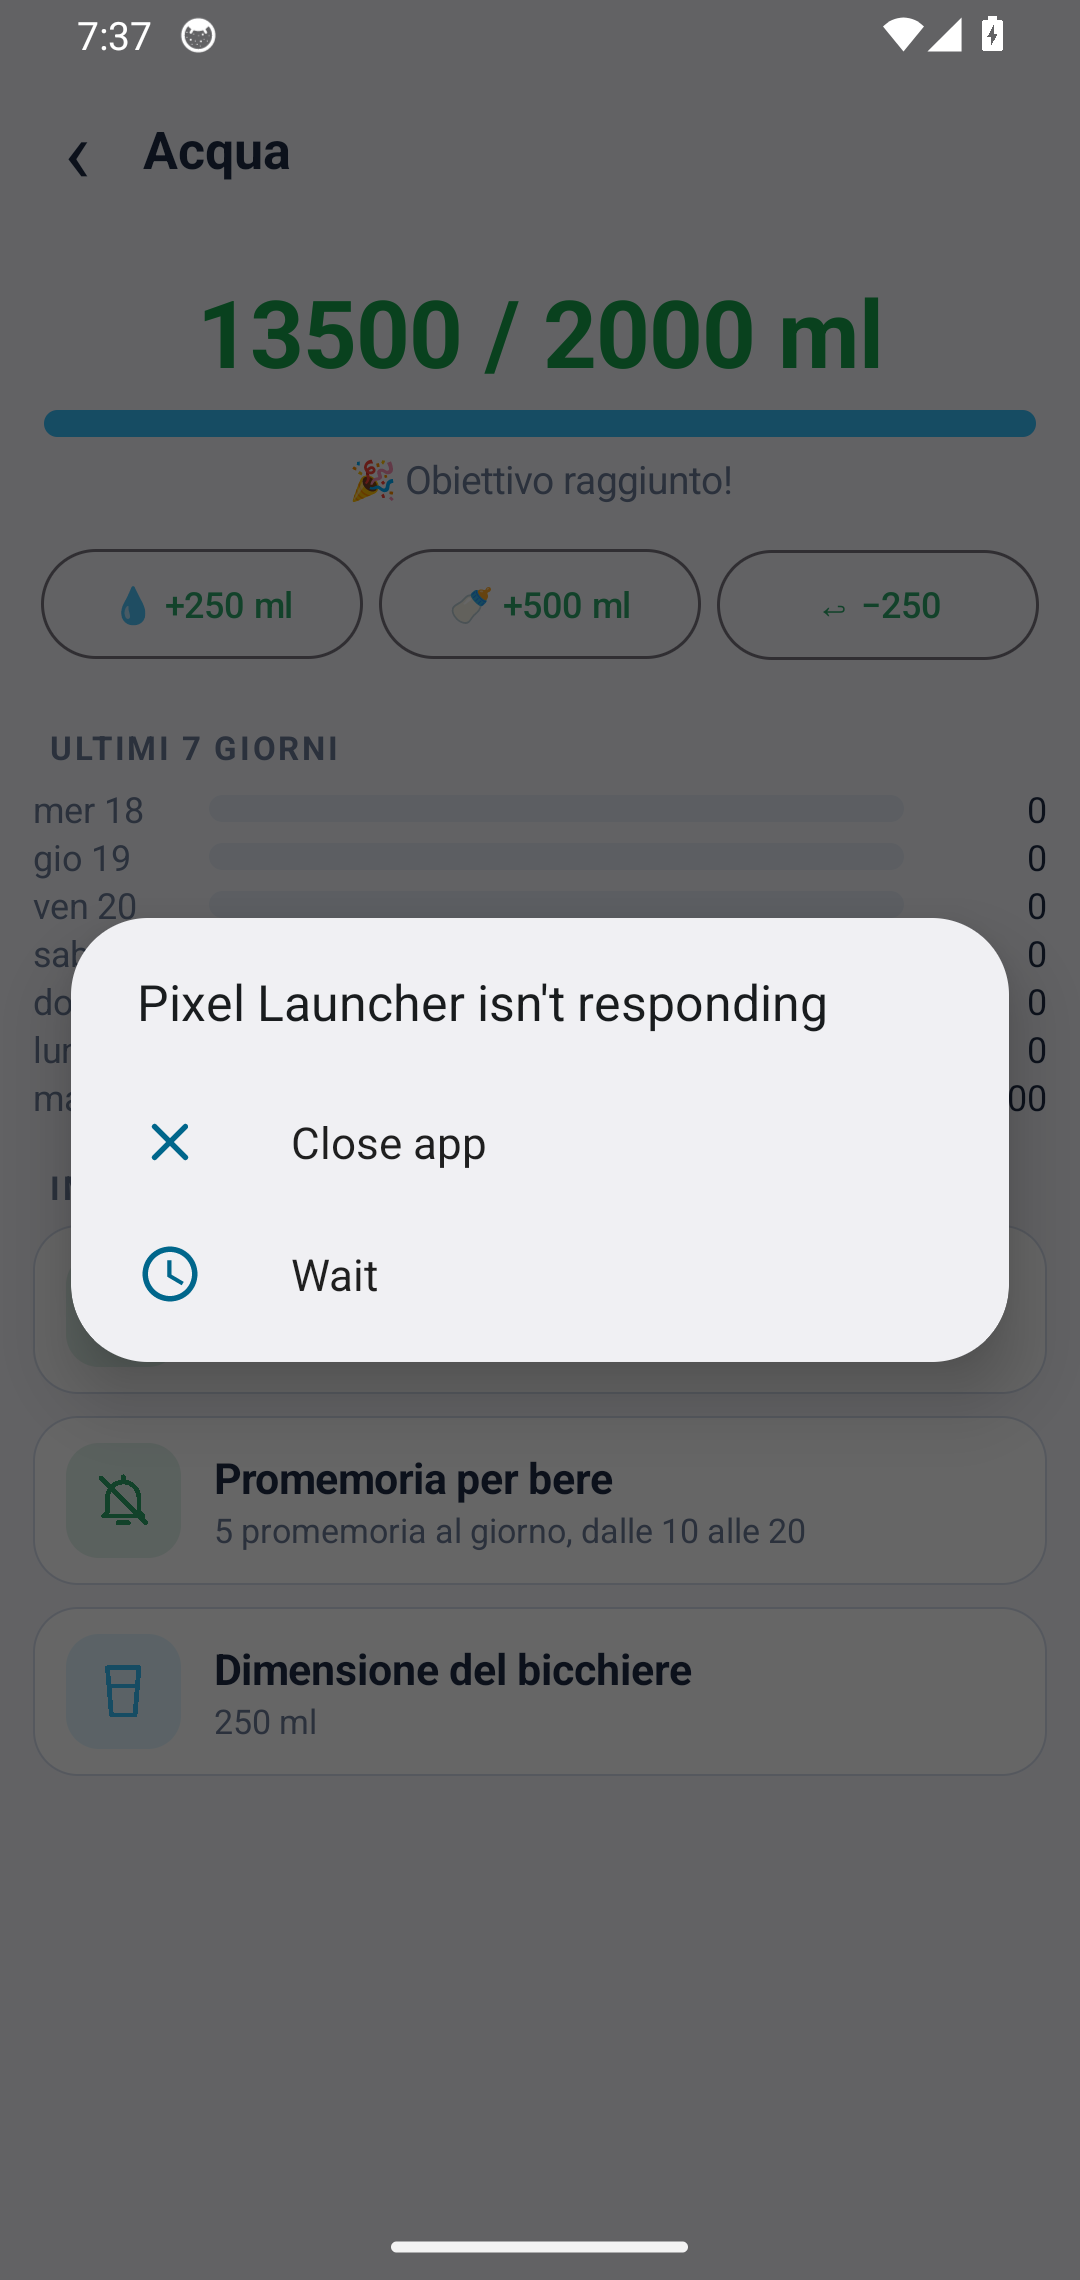 7:37
Acqua
13500 / 2000 ml
🎉 Obiettivo raggiunto!
💧 +250 ml
🍼 +500 ml
↩ −250
ULTIMI 7 GIORNI
mer 18 0
gio 19 0
ven 20 0
0
0
0
Pixel Launcher isn't responding
Close app
Wait
Promemoria per bere
5 promemoria al giorno, dalle 10 alle 20
Dimensione del bicchiere
250 ml